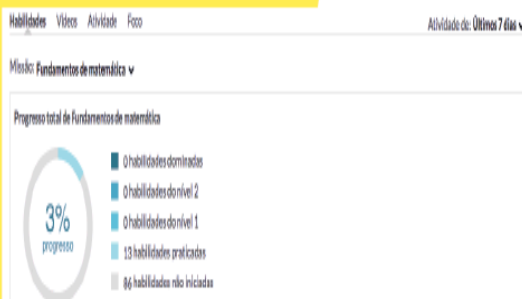 Habilidades Vídeos Atividade Foco
Atividade de: Últimos 7 dias
Missão: Fundamentos de matemática
Progresso total de Fundamentos de matemática
0 habilidades dominadas
0 habilidades do nível 2
0 habilidades do nível 1
3%
progresso
13 habilidades praticadas
86 habilidades não iniciadas